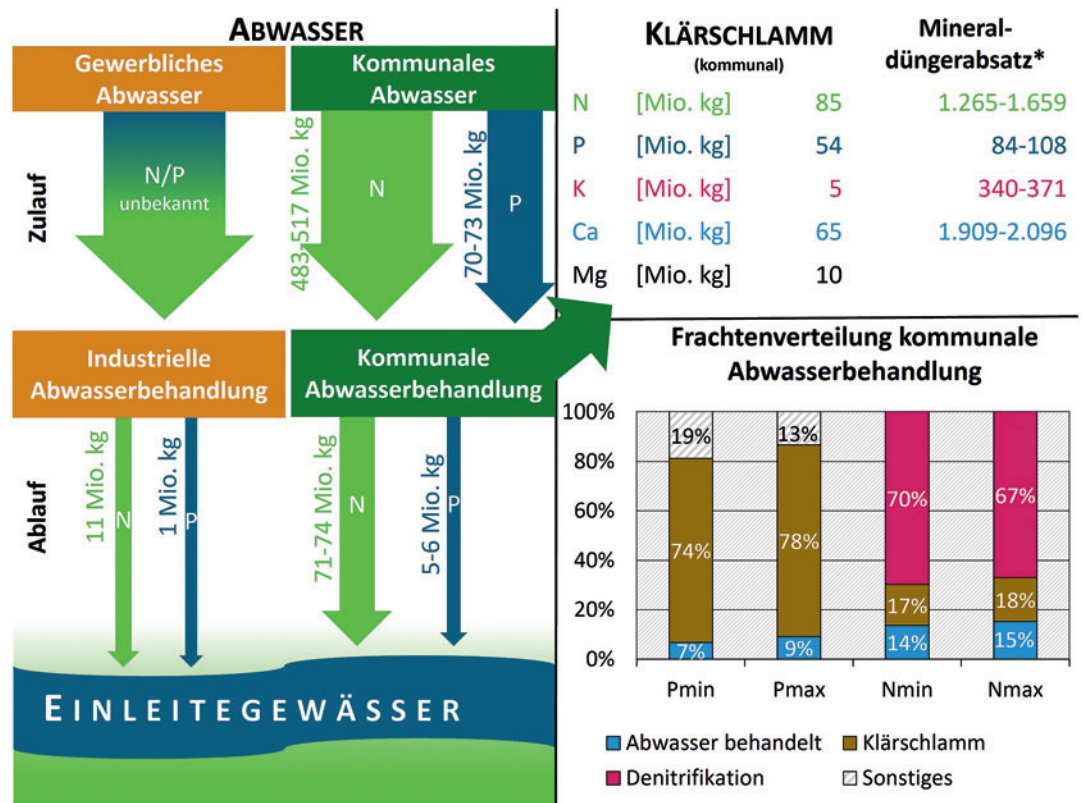 ABWASSER
Gewerbliches
Abwasser
Kommunales
Abwasser
Zulauf
N/P
unbekannt
483-517 Mio. kg
N
70-73 Mio. kg
P
Industrielle
Abwasserbehandlung
Kommunale
Abwasserbehandlung
Ablauf
11 Mio. kg
N
1 Mio. kg
P
71-74 Mio. kg
N
5-6 Mio. kg
P
EINLEITEGEWÄSSER
KLÄRSCHLAMM
(kommunal)
Mineral-
düngerabsatz*
N [Mio. kg] 85 1.265-1.659
P [Mio. kg] 54 84-108
K [Mio. kg] 5 340-371
Ca [Mio. kg] 65 1.909-2.096
Mg [Mio. kg] 10
Frachtenverteilung kommunale
Abwasserbehandlung
100%
80%
60%
40%
20%
0%
19%
74%
7%
13%
78%
9%
70%
17%
14%
67%
18%
15%
Pmin Pmax Nmin Nmax
Abwasser behandelt Klärschlamm
Denitrifikation Sonstiges